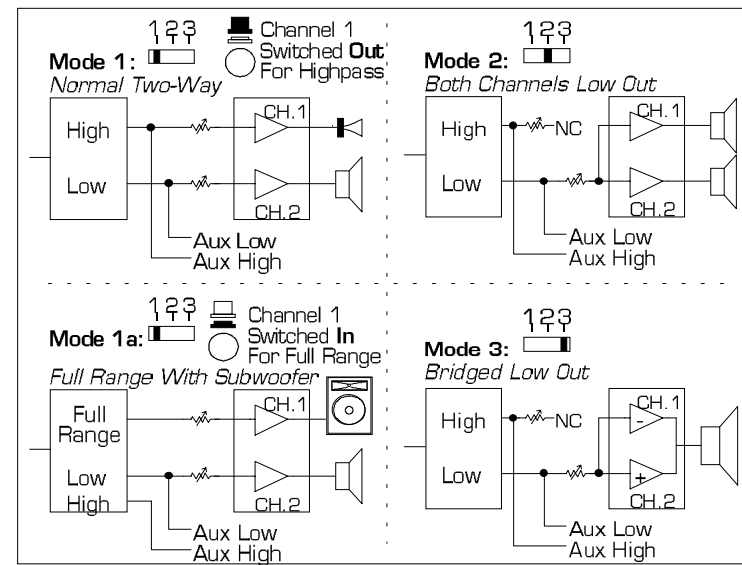 123
Mode 1:
Normal Two-Way
Channel 1
Switched Out
For Highpass
High
Low
CH.1
CH.2
Aux Low
Aux High
123
Mode 2:
Both Channels Low Out
High
Low
NC
CH.1
CH.2
Aux Low
Aux High
123
Mode 1a:
Full Range With Subwoofer
Channel 1
Switched In
For Full Range
Full
Range
Low
High
CH.1
CH.2
Aux Low
Aux High
123
Mode 3:
Bridged Low Out
High
Low
NC
CH.1
-
+
CH.2
Aux Low
Aux High